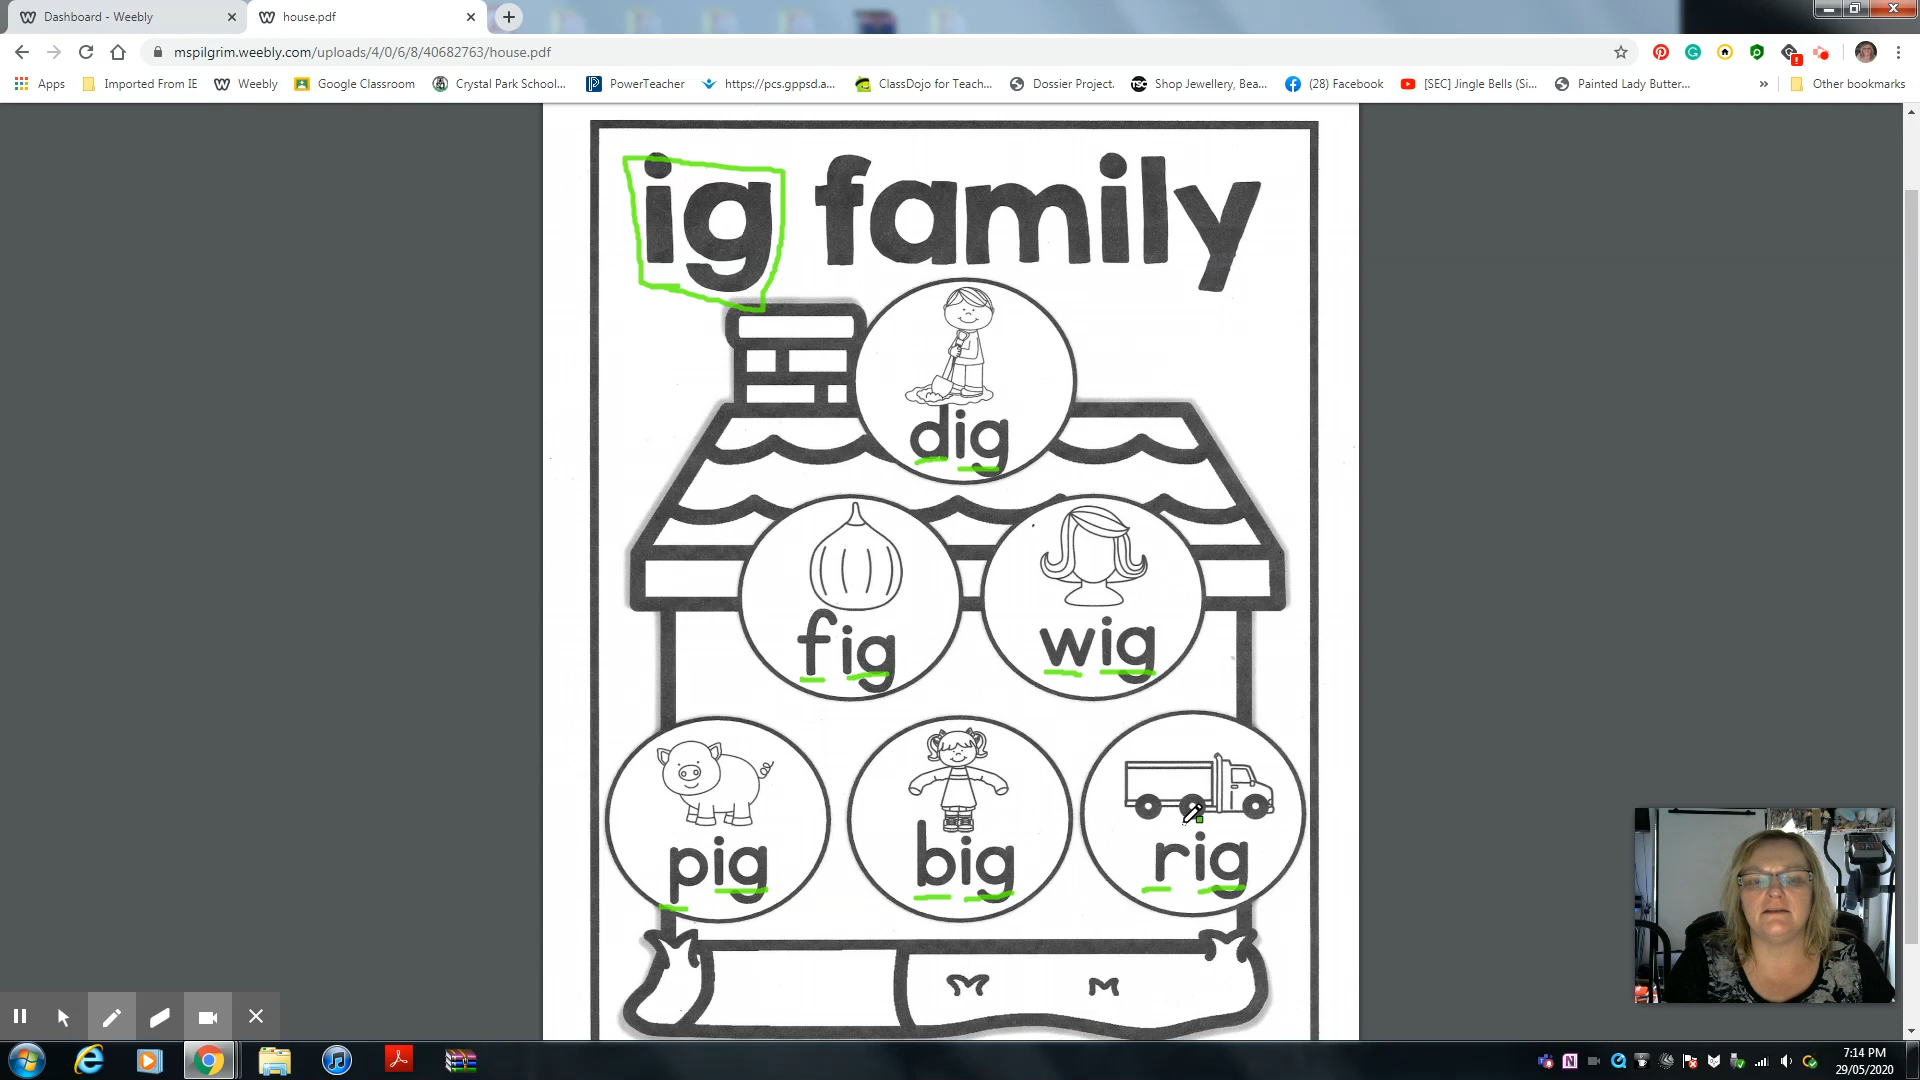 Dashboard - Weebly
house.pdf
mspilgrim.weebly.com/uploads/4/0/6/8/40682763/house.pdf
Apps Imported From IE Weebly Google Classroom Crystal Park School... PowerTeacher https://pcs.gppsd.a... ClassDojo for Teach... Dossier Project. Shop Jewellery, Bea... (28) Facebook [SEC] Jingle Bells (Si... Painted Lady Butter... » Other bookmarks
ig family
dig
fig wig
pig big rig
7:14 PM
29/05/2020